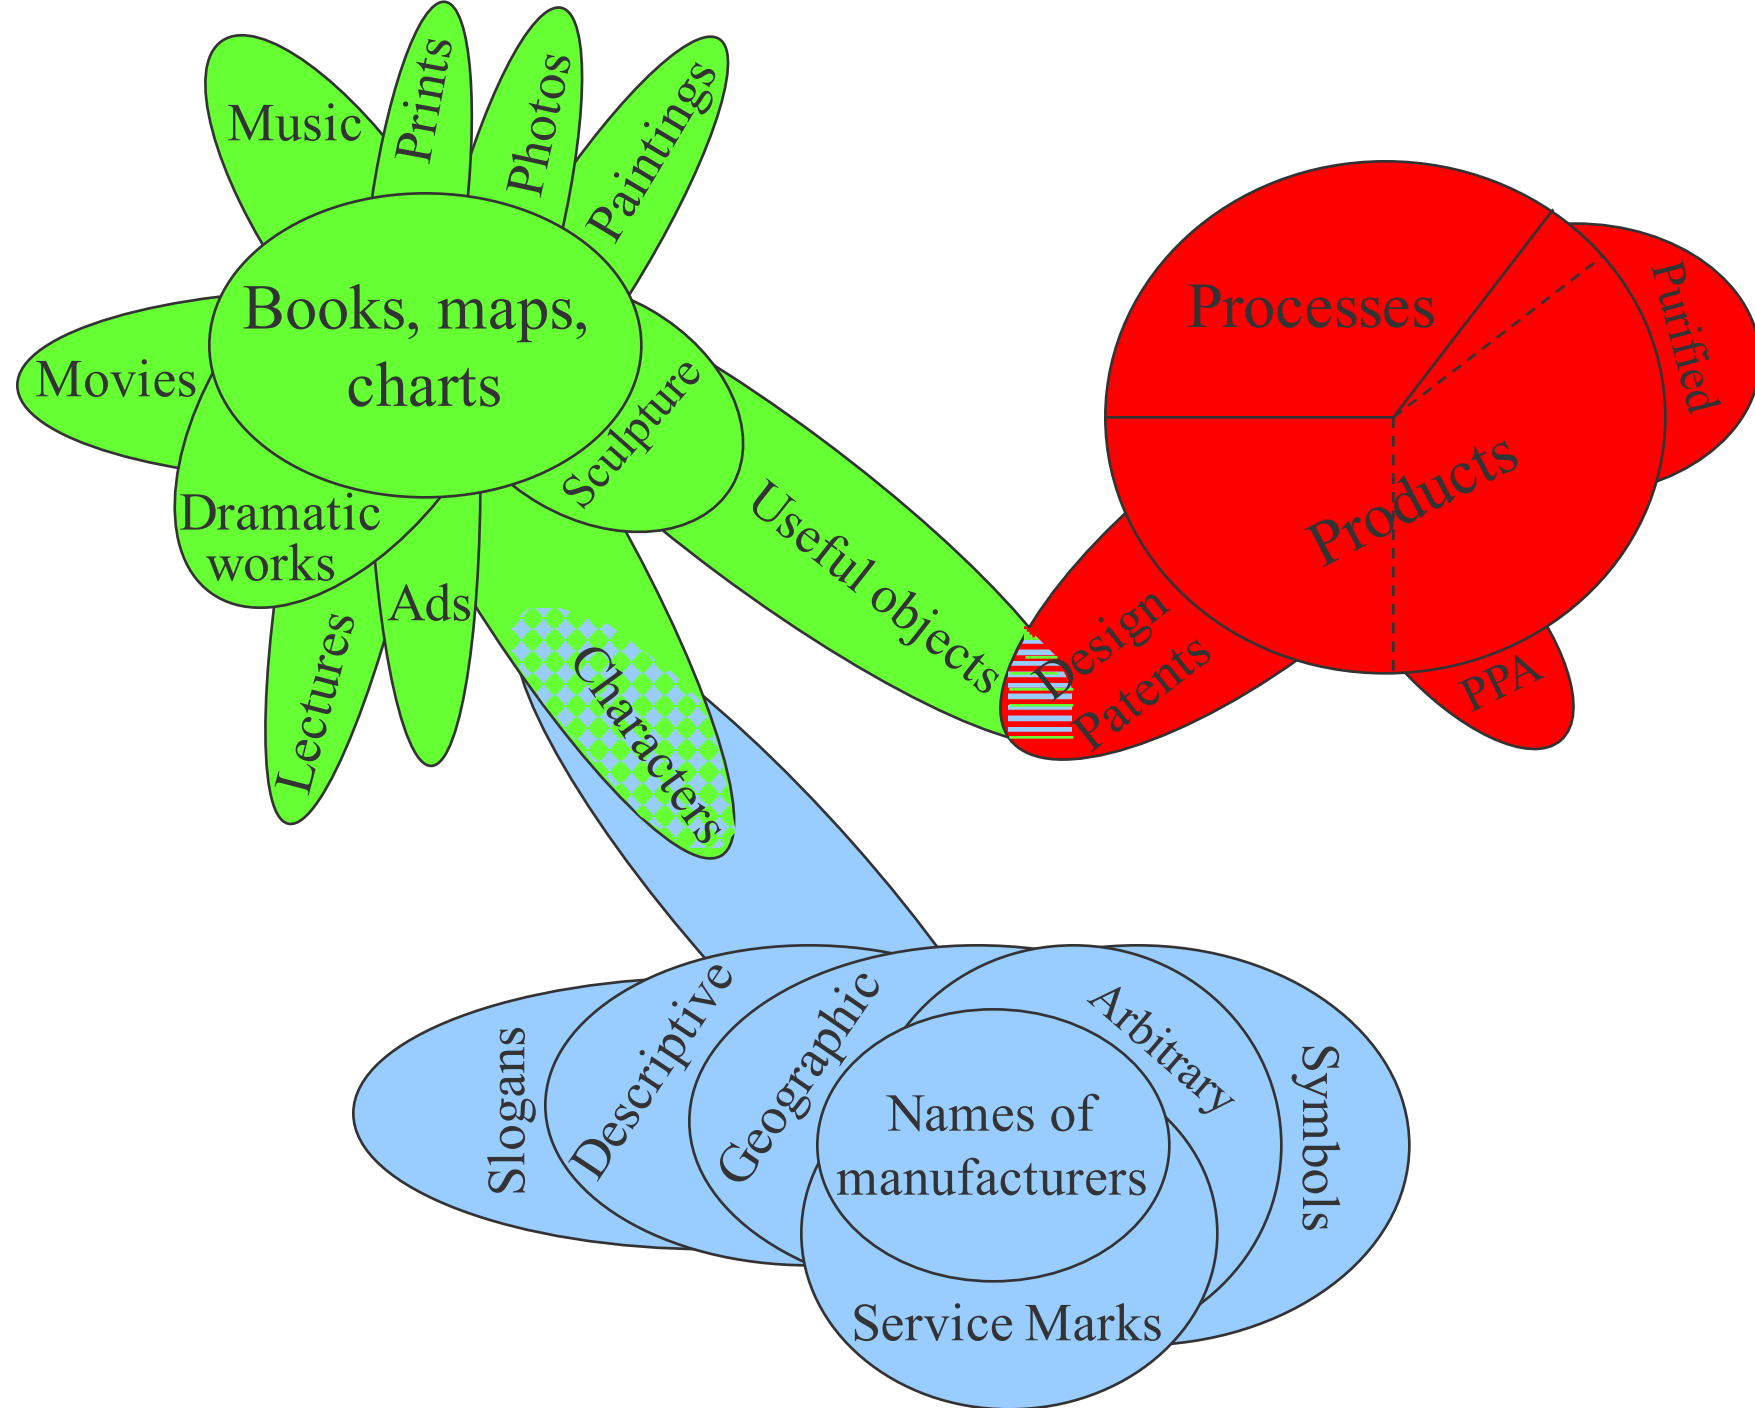 Music
Prints
Photos
Paintings
Books, maps,
charts
Movies
Sculpture
Dramatic
works
Ads
Lectures
Characters
Useful objects
Processes
Products
Purified
Design
Patents
PPA
Slogans
Descriptive
Geographic
Arbitrary
Symbols
Names of
manufacturers
Service Marks